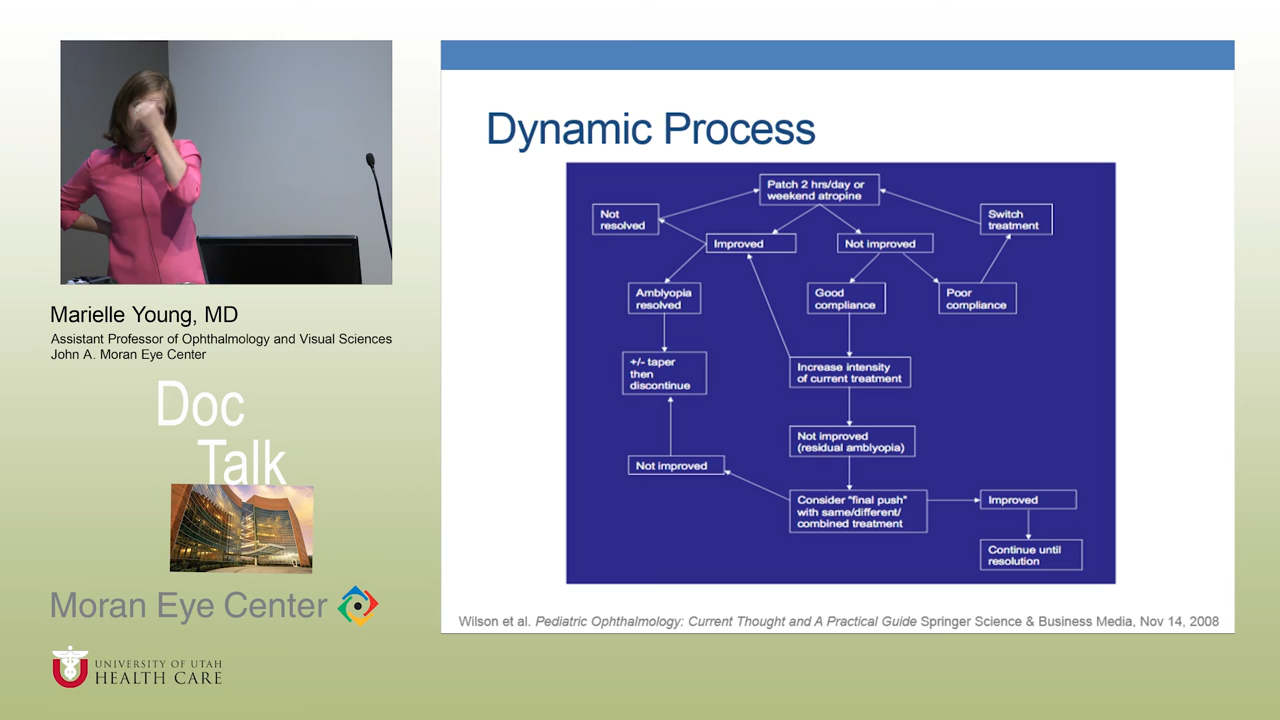 Dynamic Process
Patch 2 hrs/day or
weekend atropine
Not
resolved
Switch
treatment
Improved
Not improved
Amblyopia
resolved
Good
compliance
Poor
compliance
+/- taper
then
discontinue
Increase intensity
of current treatment
Not improved
(residual amblyopia)
Not improved
Consider "final push"
with same/different/
combined treatment
Improved
Continue until
resolution
Wilson et al. Pediatric Ophthalmology: Current Thought and A Practical Guide Springer Science & Business Media, Nov 14, 2008
Marielle Young, MD
Assistant Professor of Ophthalmology and Visual Sciences
John A. Moran Eye Center
Doc
Talk
Moran Eye Center
UNIVERSITY OF UTAH
HEALTH CARE